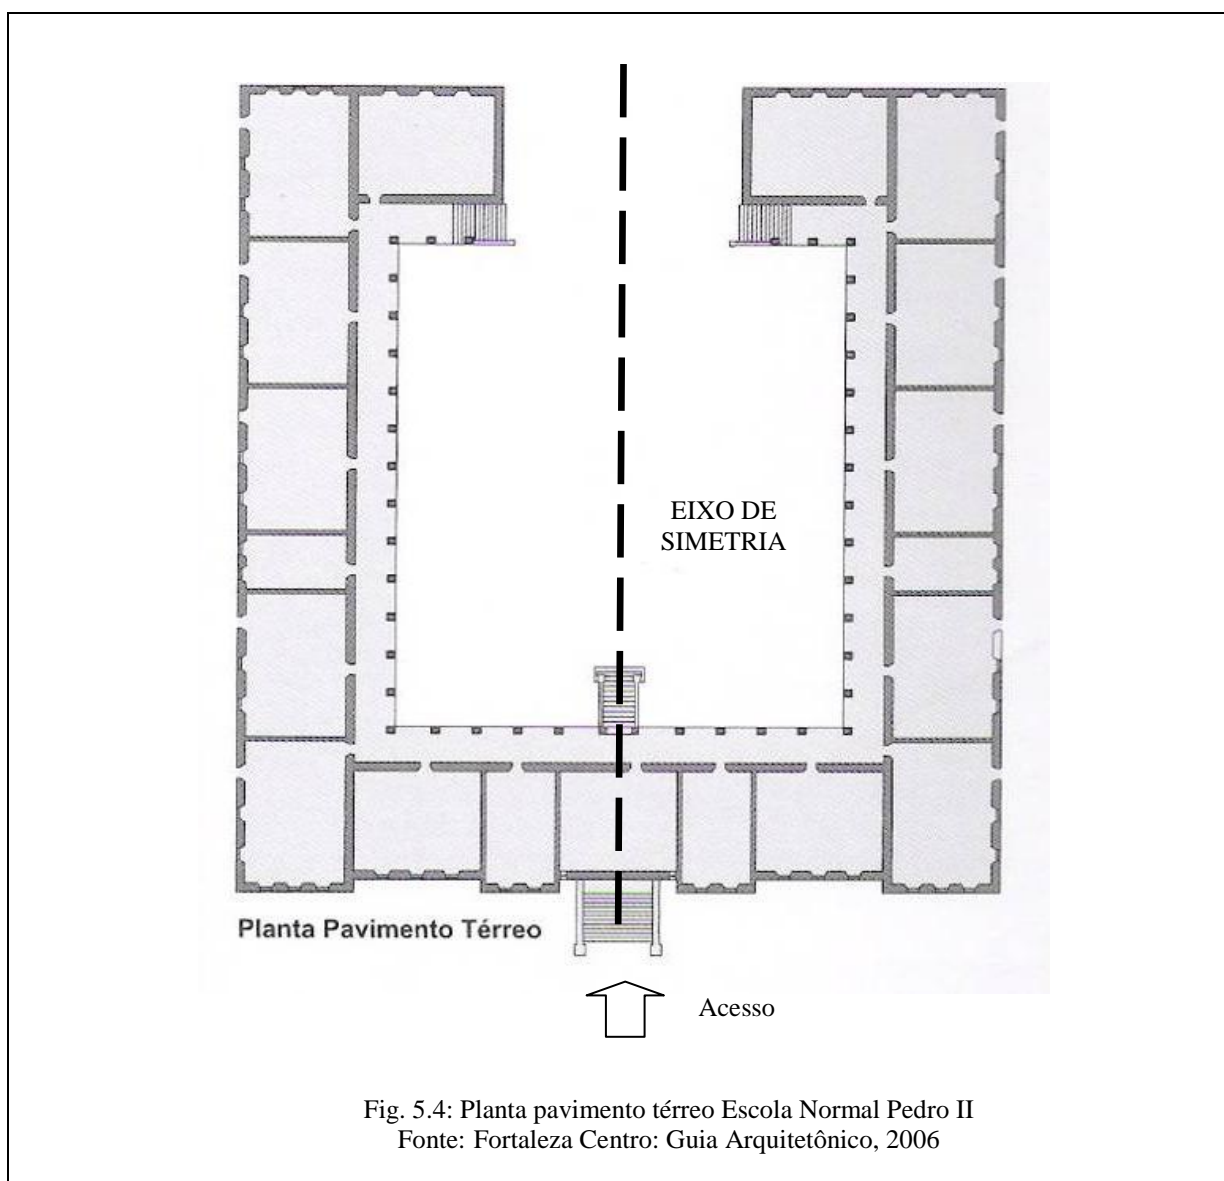 EIXO DE
SIMETRIA
Planta Pavimento Térreo
Acesso
Fig. 5.4: Planta pavimento térreo Escola Normal Pedro II
Fonte: Fortaleza Centro: Guia Arquitetônico, 2006